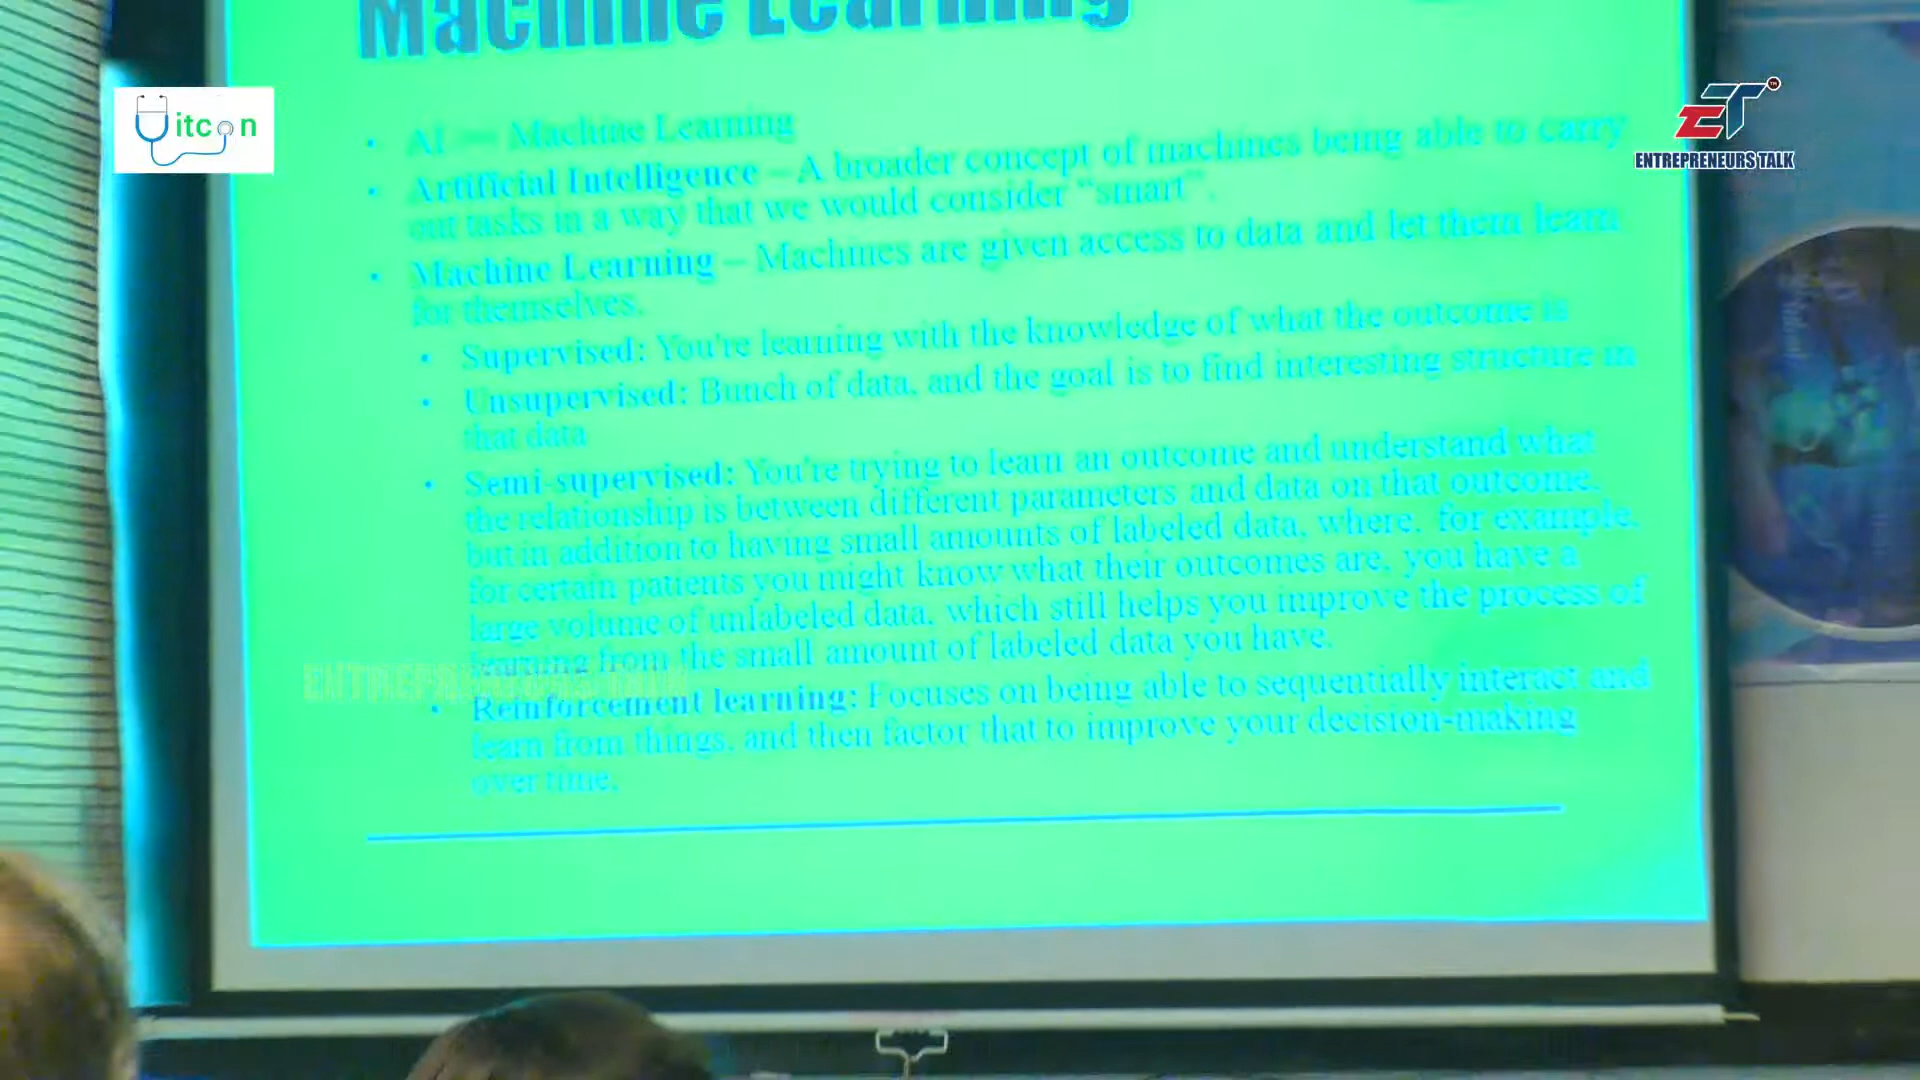 Machine Learning
itcon
ET
TM
ENTREPRENEURS TALK
• AI Machine Learning
• Artificial Intelligence – A broader concept of machines being able to carry
out tasks in a way that we would consider “smart”.
• Machine Learning – Machines are given access to data and let them learn
for themselves.
• Supervised: You're learning with the knowledge of what the outcome is
• Unsupervised: Bunch of data, and the goal is to find interesting structure in
that data
• Semi-supervised: You're trying to learn an outcome and understand what
the relationship is between different parameters and data on that outcome,
but in addition to having small amounts of labeled data, where, for example,
for certain patients you might know what their outcomes are, you have a
large volume of unlabeled data, which still helps you improve the process of
learning from the small amount of labeled data you have.
ENTREPRENEURS TALK
• Reinforcement learning: Focuses on being able to sequentially interact and
learn from things, and then factor that to improve your decision-making
over time.